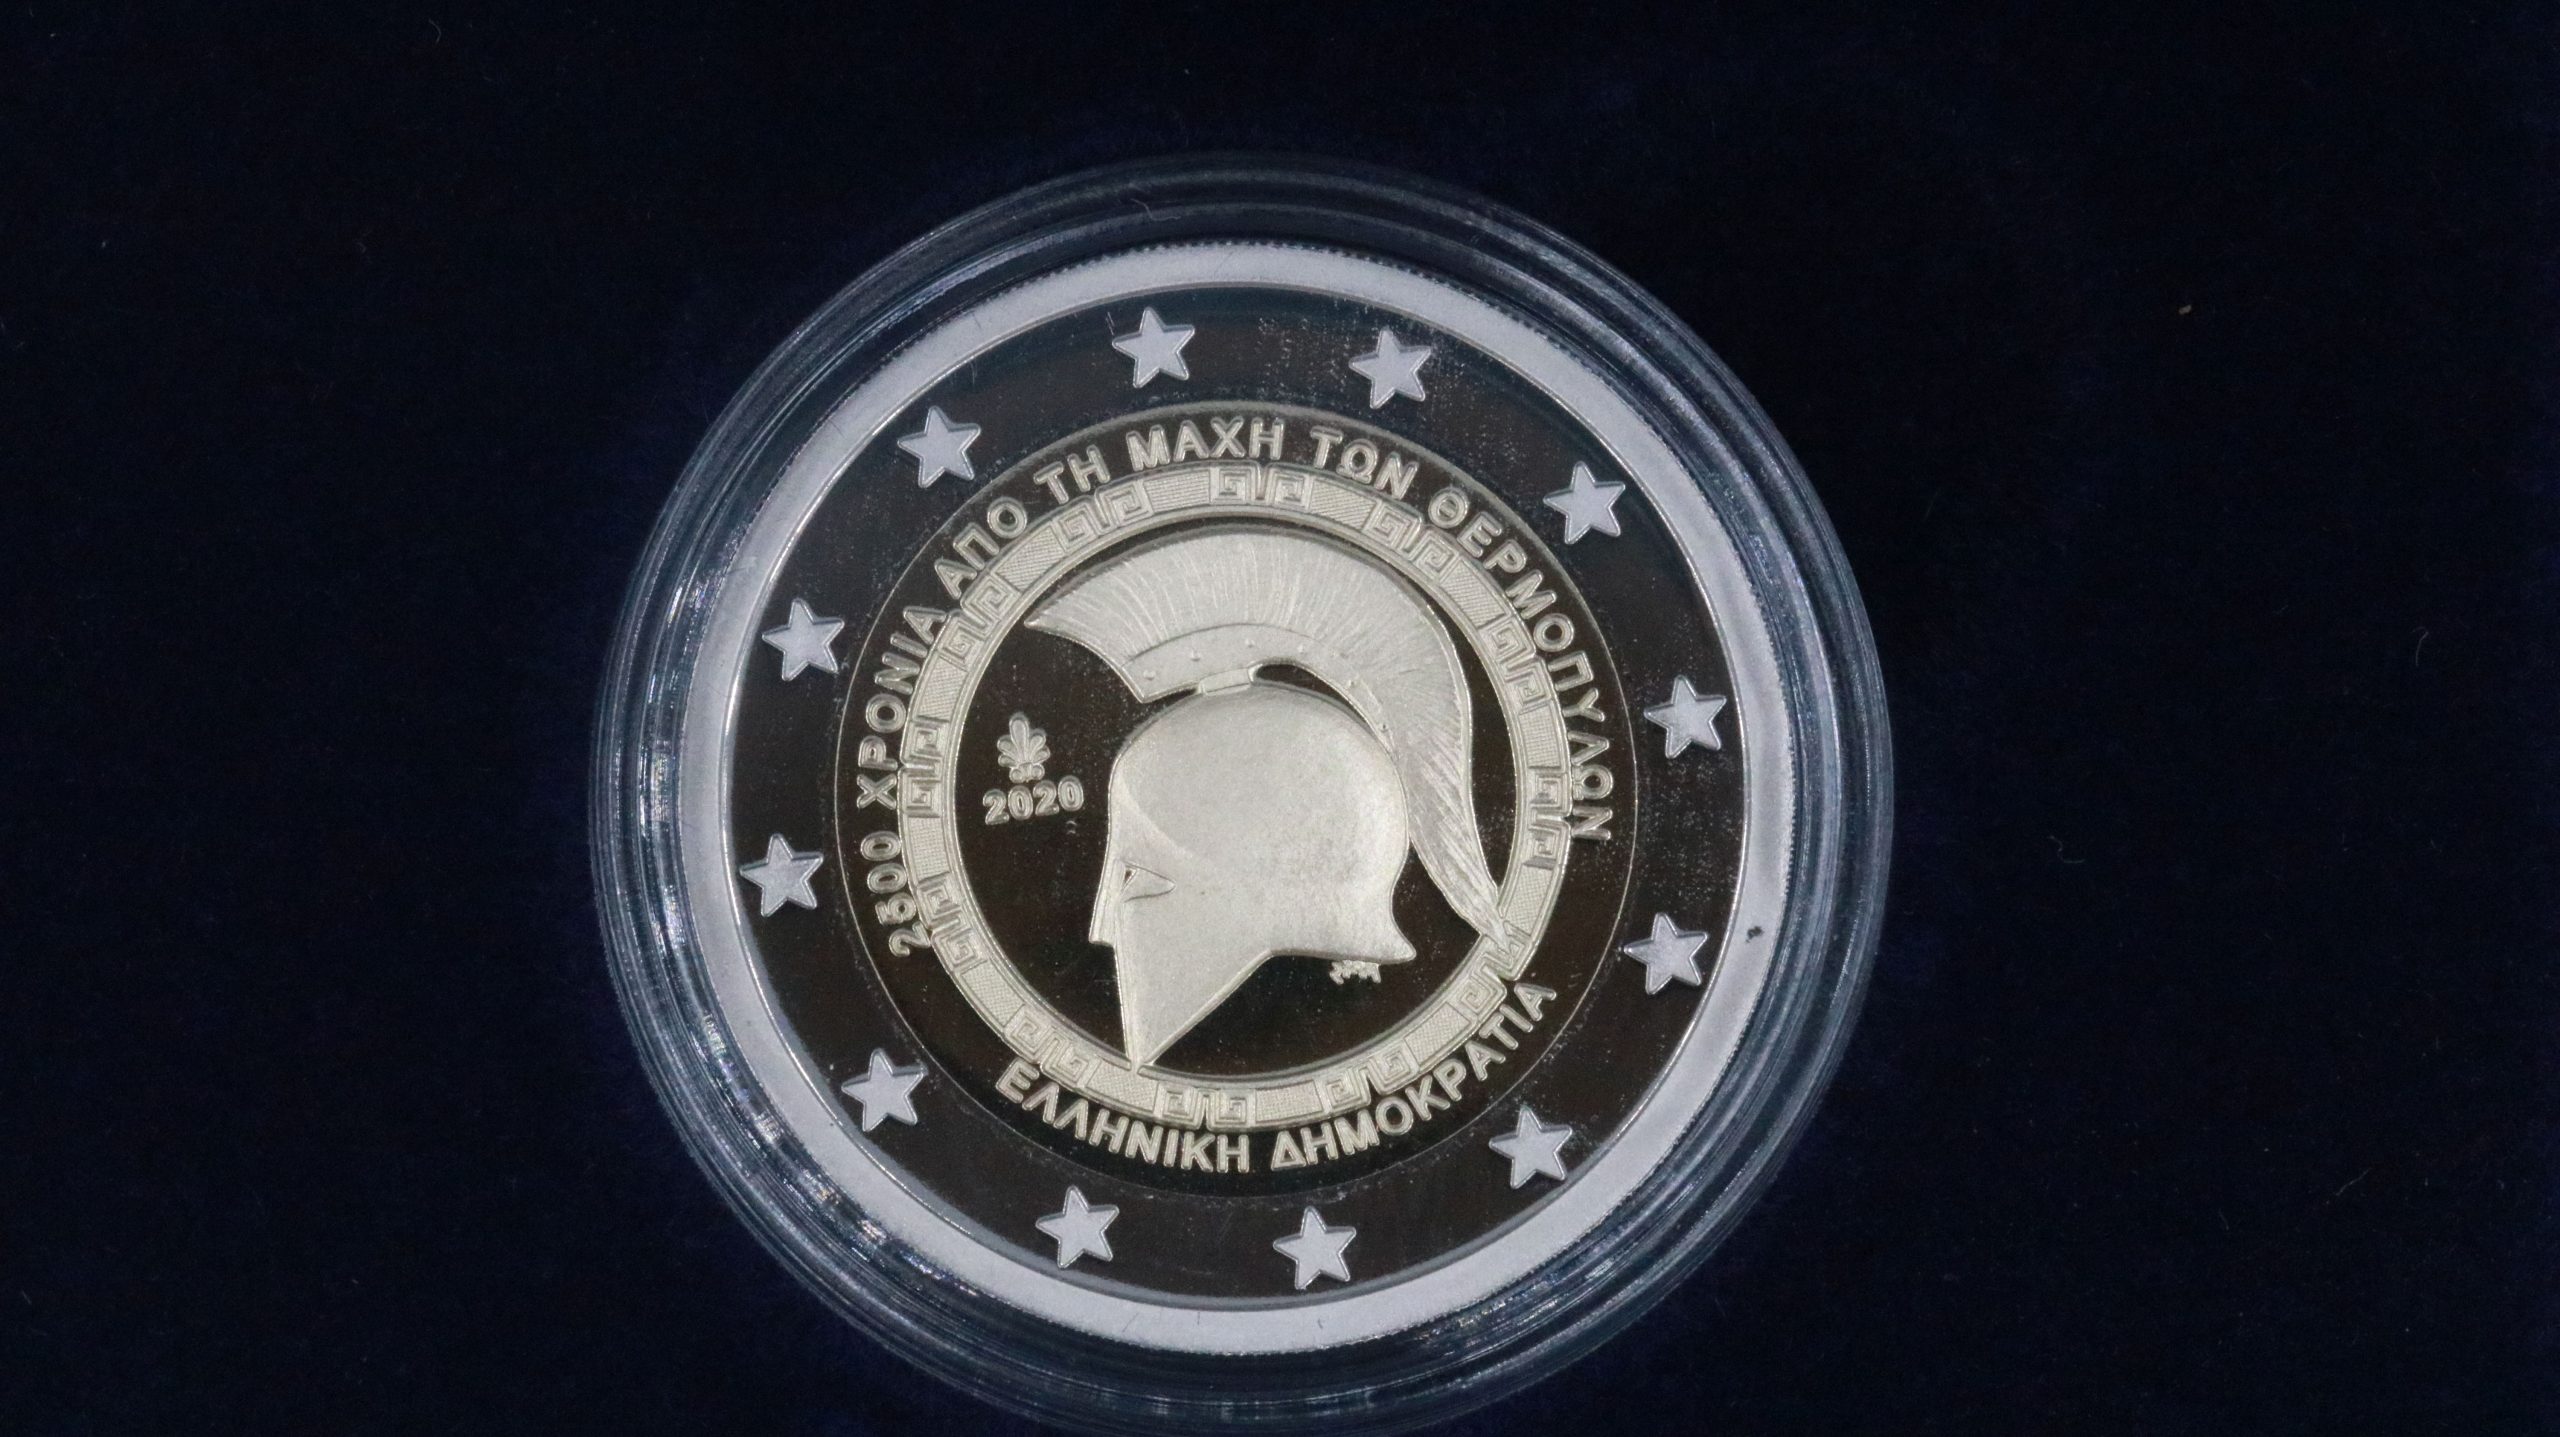 2500 ΧΡΟΝΙΑ ΑΠΟ ΤΗ ΜΑΧΗ ΤΩΝ ΘΕΡΜΟΠΥΛΩΝ
2020
ΕΛΛΗΝΙΚΗ ΔΗΜΟΚΡΑΤΙΑ